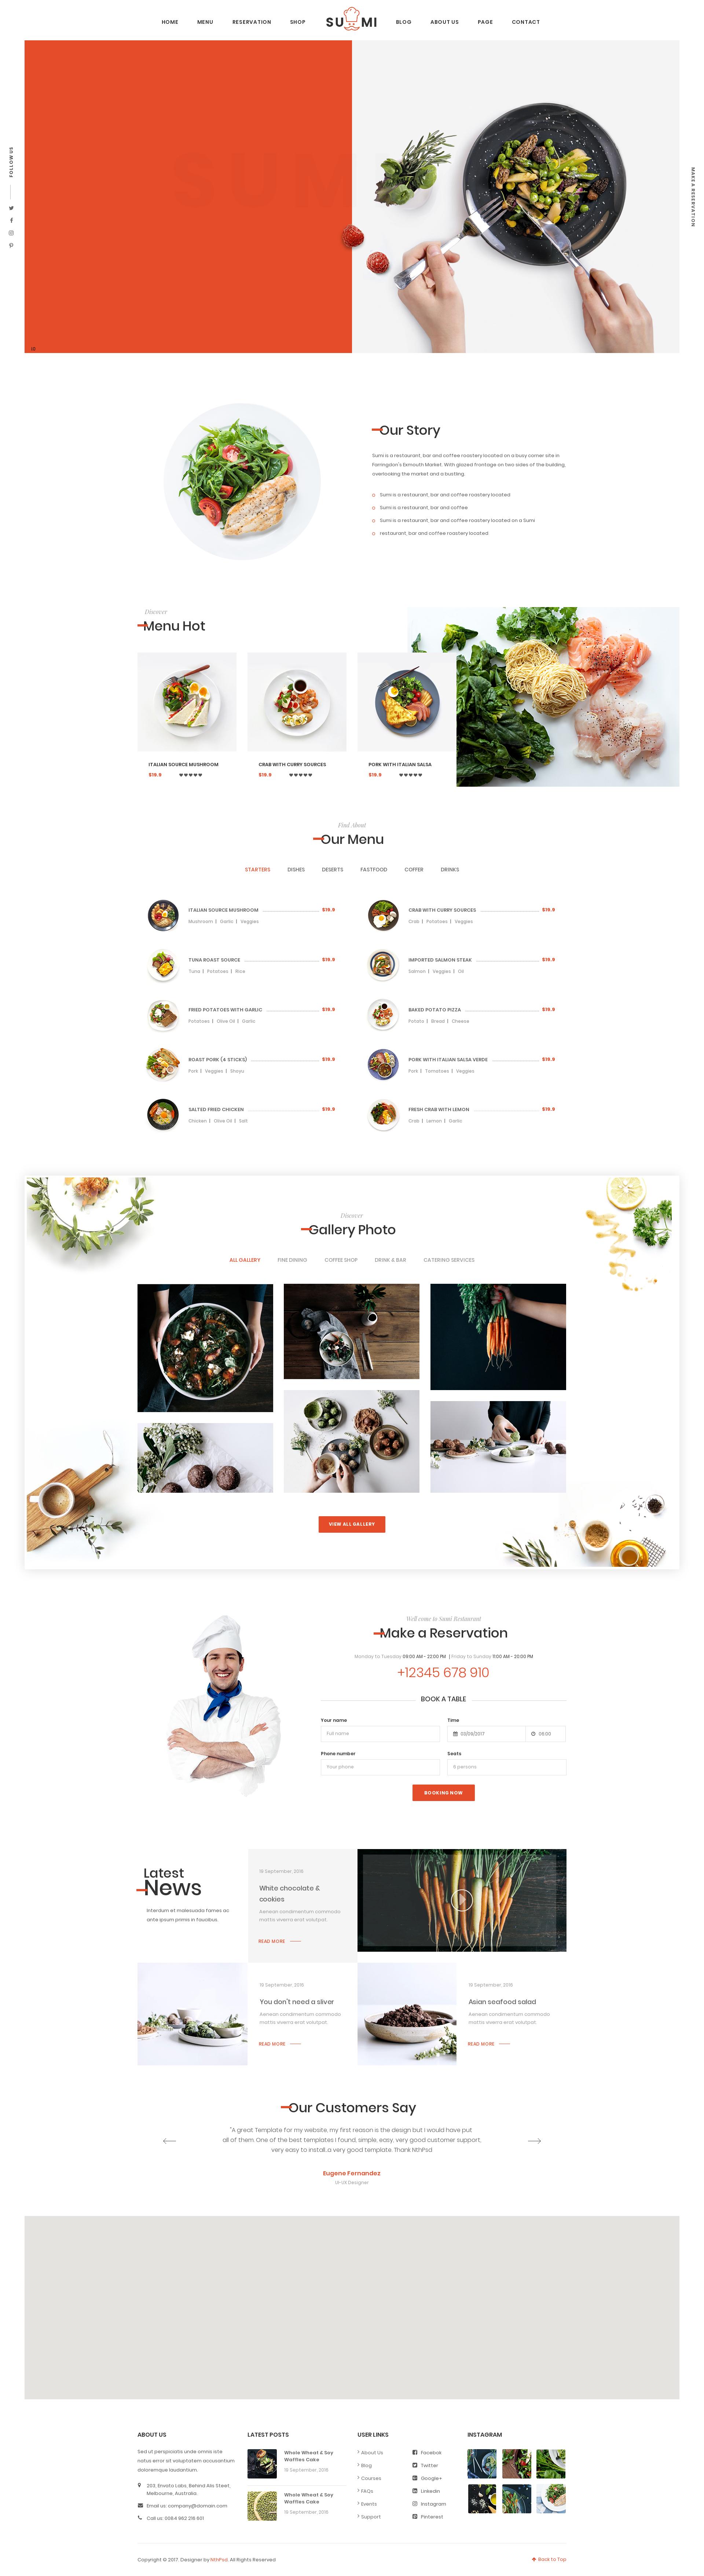 HOME MENU RESERVATION SHOP SUMI BLOG ABOUT US PAGE CONTACT
FOLLOW US
MAKE A RESERVATION
Our Story
Sumi is a restaurant, bar and coffee roastery located on a busy corner site in
Farringdon's Exmouth Market. With glazed frontage on two sides of the building,
overlooking the market and a bustling.
Sumi is a restaurant, bar and coffee roastery located
Sumi is a restaurant, bar and coffee
Sumi is a restaurant, bar and coffee roastery located on a Sumi
restaurant, bar and coffee roastery located
Discover
Menu Hot
ITALIAN SOURCE MUSHROOM
$19.9
CRAB WITH CURRY SOURCES
$19.9
PORK WITH ITALIAN SALSA
$19.9
Find About
Our Menu
STARTERS DISHES DESERTS FASTFOOD COFFER DRINKS
ITALIAN SOURCE MUSHROOM $19.9
Mushroom | Garlic | Veggies
CRAB WITH CURRY SOURCES $19.9
Crab | Potatoes | Veggies
TUNA ROAST SOURCE $19.9
Tuna | Potatoes | Rice
IMPORTED SALMON STEAK $19.9
Salmon | Veggies | Oil
FRIED POTATOES WITH GARLIC $19.9
Potatoes | Olive Oil | Garlic
BAKED POTATO PIZZA $19.9
Potato | Bread | Cheese
ROAST PORK (4 STICKS) $19.9
Pork | Veggies | Shoyu
PORK WITH ITALIAN SALSA VERDE $19.9
Pork | Tomatoes | Veggies
SALTED FRIED CHICKEN $19.9
Chicken | Olive Oil | Salt
FRESH CRAB WITH LEMON $19.9
Crab | Lemon | Garlic
Discover
Gallery Photo
ALL GALLERY FINE DINNING COFFEE SHOP DRINK & BAR CATERING SERVICES
VIEW ALL GALLERY
Well come to Sumi Restaurant
Make a Reservation
Monday to Tuesday 09:00 AM - 22:00 PM | Friday to Sunday 11:00 AM - 20:00 PM
+12345 678 910
BOOK A TABLE
Your name Time
Full name 03/09/2017 06:00
Phone number Seats
Your phone 6 persons
BOOKING NOW
Latest
News
Interdum et malesuada fames ac
ante ipsum primis in faucibus.
19 September, 2016
White chocolate &
cookies
Aenean condimentum commodo
mattis viverra erat volutpat.
READ MORE
19 September, 2016
You don't need a silver
Aenean condimentum commodo
mattis viverra erat volutpat.
READ MORE
19 September, 2016
Asian seafood salad
Aenean condimentum commodo
mattis viverra erat volutpat.
READ MORE
Our Customers Say
"A great Template for my website, my first reason is the design but I would have put
all of them. One of the best templates I found, simple, easy, very good customer support,
very easy to install..a very good template. Thank NthPsd
Eugene Fernandez
UI-UX Designer
ABOUT US
Sed ut perspiciatis unde omnis iste
natus error sit voluptatem accusantium
doloremque laudantium.
203, Envato Labs, Behind Alis Steet,
Melbourne, Australia.
Email us: company@domain.com
Call us: 0084 962 216 601
LATEST POSTS
Whole Wheat & Soy
Waffles Cake
19 September, 2016
Whole Wheat & Soy
Waffles Cake
19 September, 2016
USER LINKS
About Us
Blog
Courses
FAQs
Events
Support
Facebok
Twitter
Google+
Linkedin
Instagram
Pinterest
INSTAGRAM
Copyright © 2017. Designer by NthPsd. All Rights Reserved
Back to Top